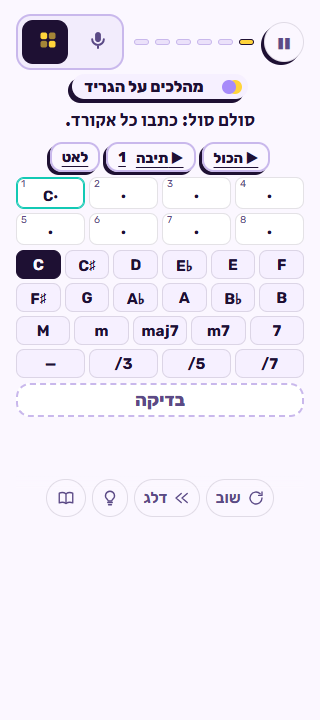 מהלכים על הגריד
סולם סול: כתבו כל אקורד.
▶ הכול ▶ תיבה 1 לאט
1 C· 2 · 3 · 4 ·
5 · 6 · 7 · 8 ·
C C♯ D E♭ E F
F♯ G A♭ A B♭ B
M m maj7 m7 7
– /3 /5 /7
בדיקה
שוב דלג